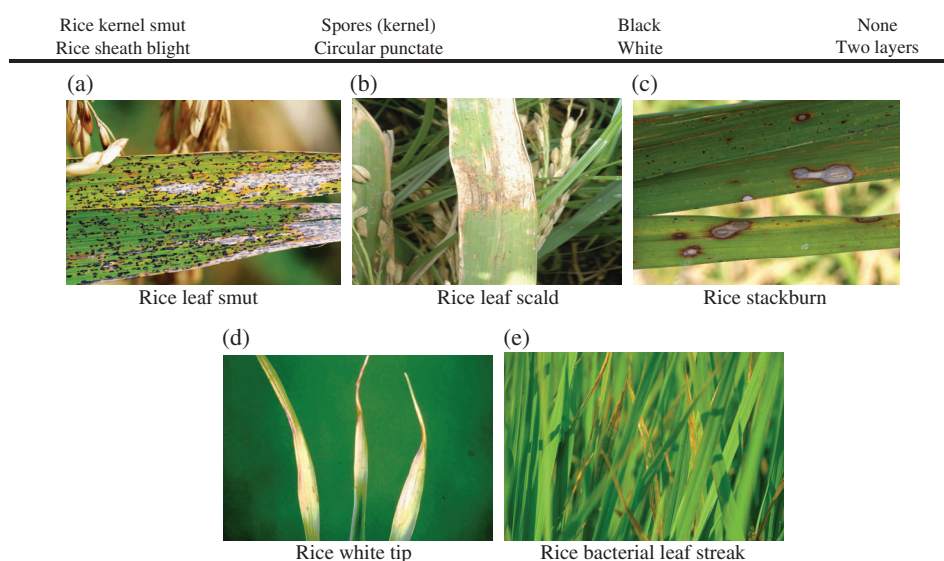 Rice kernel smut Spores (kernel) Black None
Rice sheath blight Circular punctate White Two layers
(a) (b) (c)
Rice leaf smut Rice leaf scald Rice stackburn
(d) (e)
Rice white tip Rice bacterial leaf streak